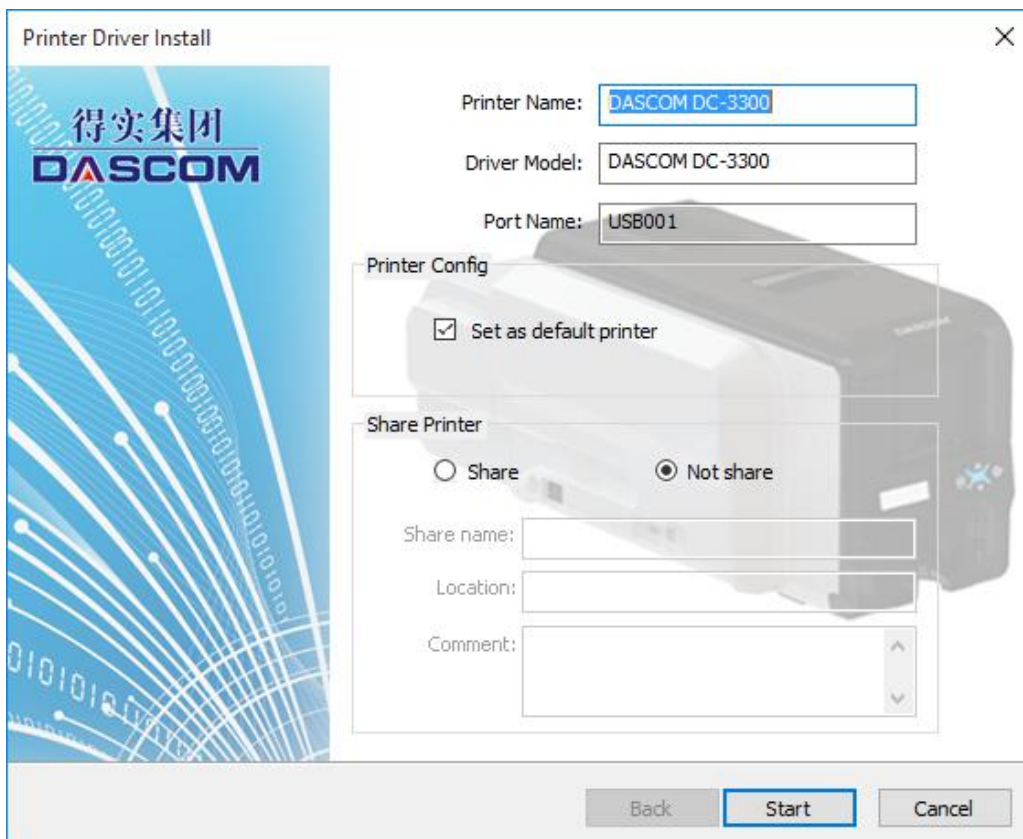 Printer Driver Install
得实集团
DASCOM
Printer Name: DASCOM DC-3300
Driver Model: DASCOM DC-3300
Port Name: USB001
Printer Config
Set as default printer
DASCOM
Share Printer
Share
Not share
Share name:
Location:
Comment:
Back
Start
Cancel